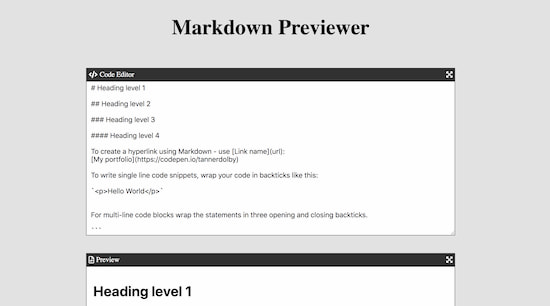 Markdown Previewer
Code Editor
# Heading level 1
## Heading level 2
### Heading level 3
#### Heading level 4
To create a hyperlink using Markdown - use [Link name](url):
[My portfolio](https://codepen.io/tannerdolby)
To write single line code snippets, wrap your code in backticks like this:
`<p>Hello World</p>`
For multi-line code blocks wrap the statements in three opening and closing backticks.
```
Preview
Heading level 1